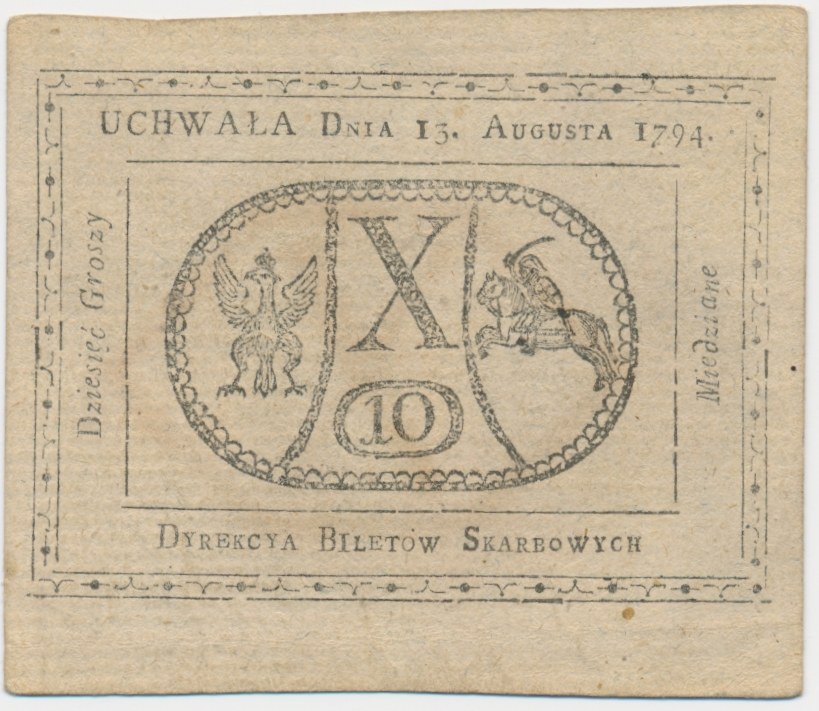 UCHWAŁA DNIA 13. AUGUSTA 1794.
Dziesięć Groszy
X
10
Miedziane
DYREKCYA BILETÓW SKARBOWYCH